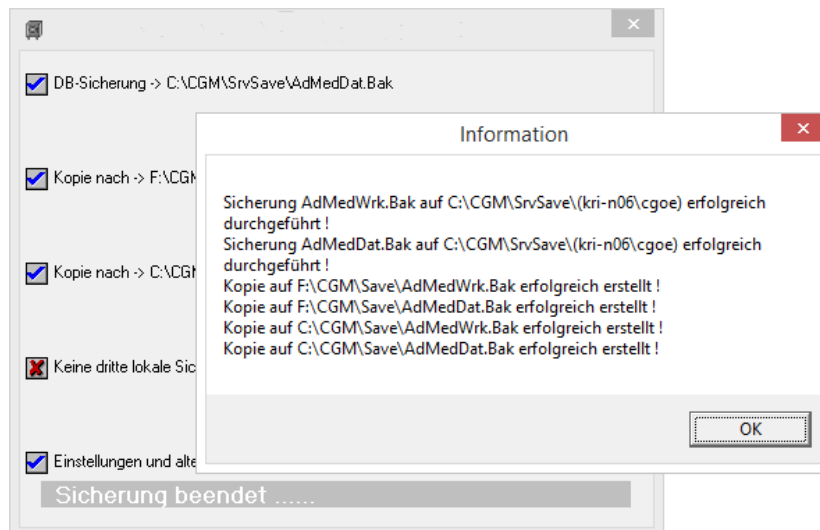 DB-Sicherung -> C:\CGM\SrvSave\AdMedDat.Bak
Information
Kopie nach -> F:\CGM
Sicherung AdMedWrk.Bak auf C:\CGM\SrvSave\(kri-n06\cgoe) erfolgreich
durchgeführt !
Sicherung AdMedDat.Bak auf C:\CGM\SrvSave\(kri-n06\cgoe) erfolgreich
durchgeführt !
Kopie nach -> C:\CGM
Kopie auf F:\CGM\Save\AdMedWrk.Bak erfolgreich erstellt !
Kopie auf F:\CGM\Save\AdMedDat.Bak erfolgreich erstellt !
Kopie auf C:\CGM\Save\AdMedWrk.Bak erfolgreich erstellt !
Kopie auf C:\CGM\Save\AdMedDat.Bak erfolgreich erstellt !
Keine dritte lokale Sic
OK
Einstellungen und alte
Sicherung beendet ......